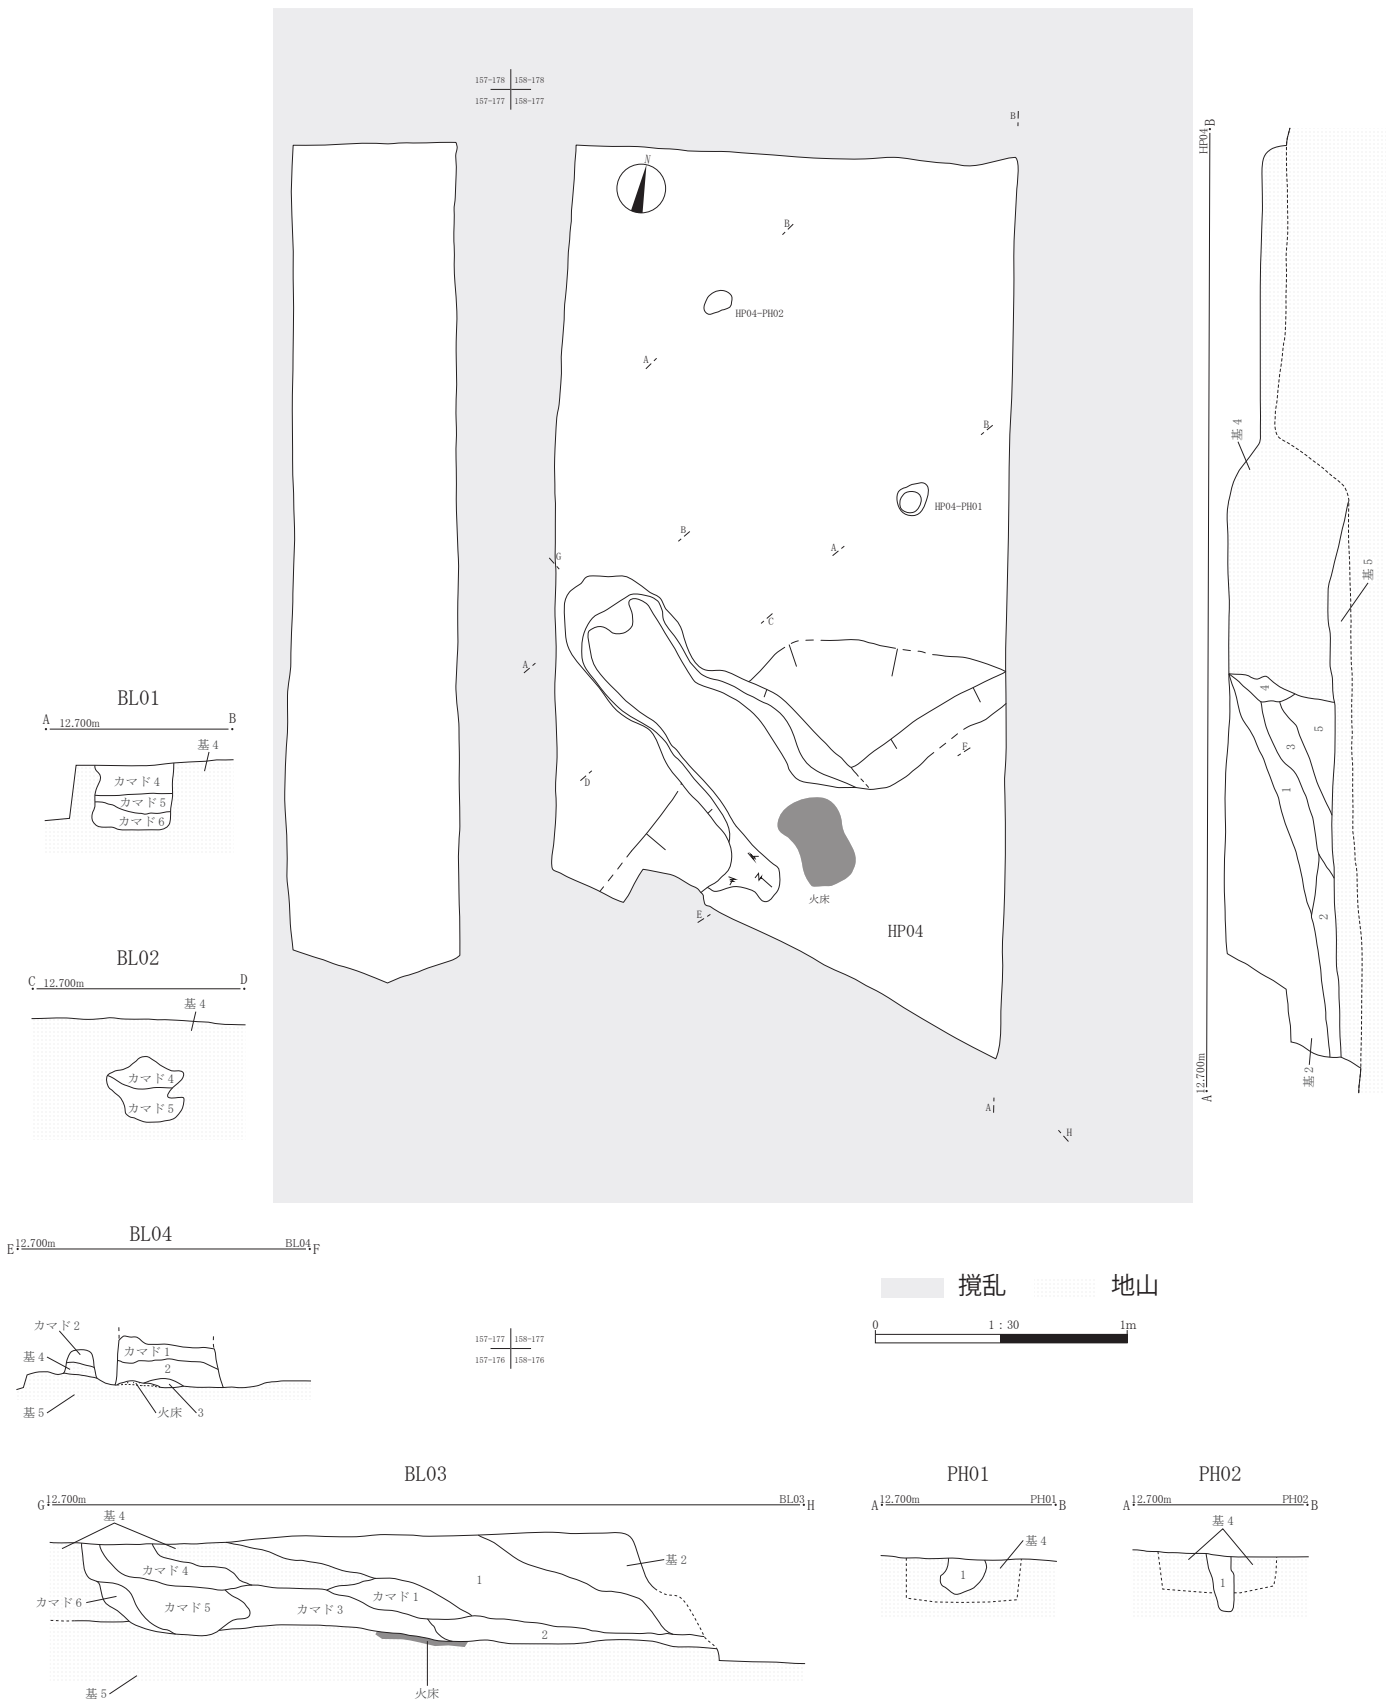 157-178 158-178
157-177 158-177
B
N
B
HP04-PH02
A
B
HP04-PH01
B
A
G
C
A
F
D
E
火床
HP04
A
H
HP04
B
基4
基5
4
3
5
1
2
基2
12.700m
A
BL01
A 12.700m B
基4
カマド4
カマド5
カマド6
BL02
C 12.700m D
基4
カマド4
カマド5
BL04
E 12.700m BL04 F
カマド2
カマド1
基4
2
基5
火床 3
157-177 158-177
157-176 158-176
撹乱 地山
0 1:30 1m
BL03
G 12.700m BL03 H
基4
カマド4
1
基2
カマド6
カマド5
カマド3
カマド1
2
基5
火床
PH01
A 12.700m PH01 B
基4
1
PH02
A 12.700m PH02 B
基4
1